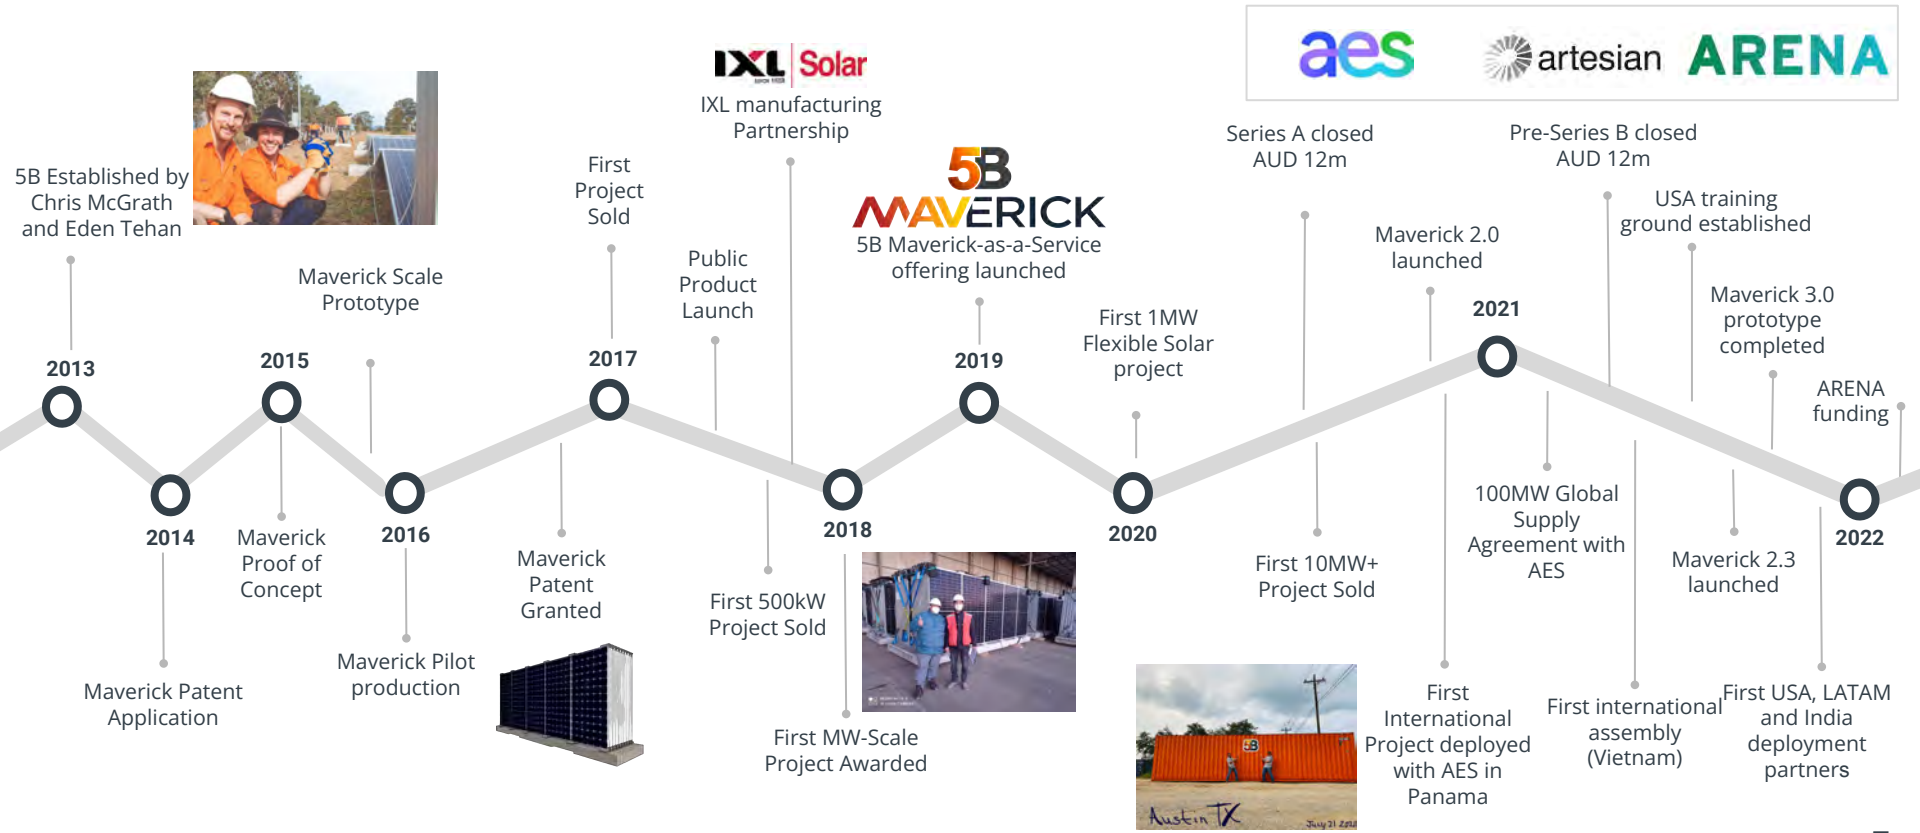 aes
artesian
ARENA
IXL Solar
IXL manufacturing
Partnership
5B Established by
Chris McGrath
and Eden Tehan
2013
2014
Maverick Patent
Application
2015
Maverick
Proof of
Concept
Maverick Scale
Prototype
2016
Maverick Pilot
production
Maverick
Patent
Granted
First
Project
Sold
2017
Public
Product
Launch
First 500kW
Project Sold
2018
First MW-Scale
Project Awarded
5B
MAVERICK
5B Maverick-as-a-Service
offering launched
2019
First 1MW
Flexible Solar
project
2020
Series A closed
AUD 12m
First 10MW+
Project Sold
Maverick 2.0
launched
First
International
Project deployed
with AES in
Panama
2021
100MW Global
Supply
Agreement with
AES
Pre-Series B closed
AUD 12m
First international
assembly
(Vietnam)
USA training
ground established
Maverick 2.3
launched
Maverick 3.0
prototype
completed
First USA, LATAM
and India
deployment
partners
2022
ARENA
funding
5B
Austin TX